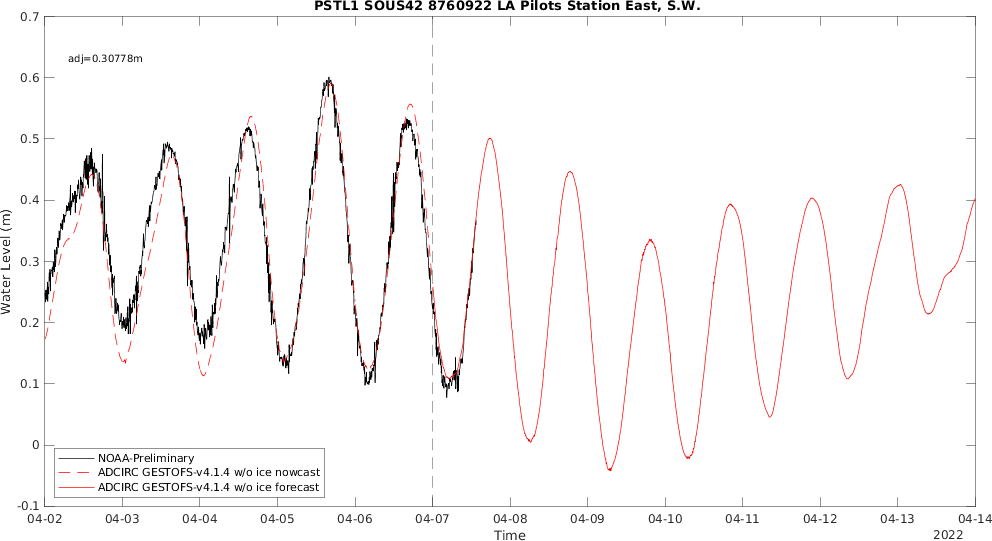 PSTL1 SOUS42 8760922 LA Pilots Station East, S.W.
adj=0.30778m
0.7
0.6
0.5
0.4
0.3
0.2
0.1
0
-0.1
Water Level (m)
NOAA-Preliminary
ADCIRC GESTOFS-v4.1.4 w/o ice nowcast
ADCIRC GESTOFS-v4.1.4 w/o ice forecast
04-02 04-03 04-04 04-05 04-06 04-07 04-08 04-09 04-10 04-11 04-12 04-13 04-14
Time
2022